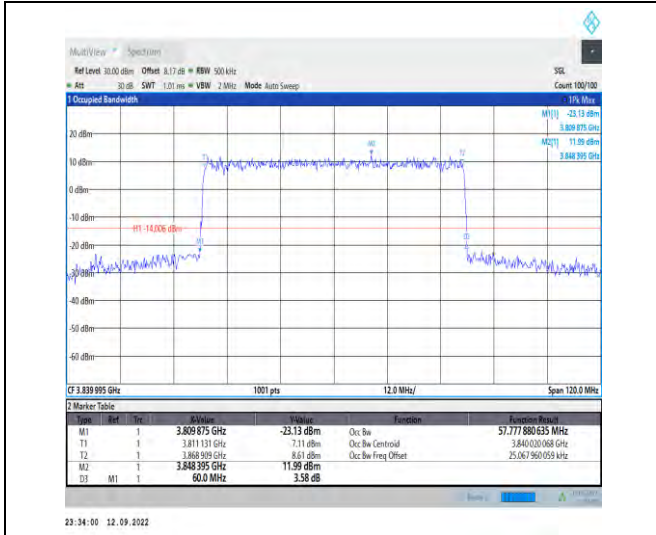 MultiView Spectrum
Ref Level 30.00 dBm Offset 8.17 dB RBW 500 kHz SGL
Att 30 dB SWT 1.01 ms VBW 2 MHz Mode Auto Sweep Count 100/100
1 Occupied Bandwidth 1Pk Max
M1[1] -23.13 dBm
3.809 875 GHz
20 dBm
M2[1] 11.99 dBm
3.848 395 GHz
M2
T1 T2
10 dBm
0 dBm
-10 dBm
H1 -14.006 dBm
-20 dBm
M1 D3
-30 dBm
-40 dBm
-50 dBm
-60 dBm
CF 3.839 995 GHz 1001 pts 12.0 MHz/ Span 120.0 MHz
2 Marker Table
Type Ref Trc X-Value Y-Value Function Function Result
M1 1 3.809 875 GHz -23.13 dBm Occ Bw 57.777 880 635 MHz
T1 1 3.811 131 GHz 7.11 dBm Occ Bw Centroid 3.840 020 068 GHz
T2 1 3.868 909 GHz 8.61 dBm Occ Bw Freq Offset 25.067 960 059 kHz
M2 1 3.848 395 GHz 11.99 dBm
D3 M1 1 60.0 MHz 3.58 dB
23:34:00 12.09.2022